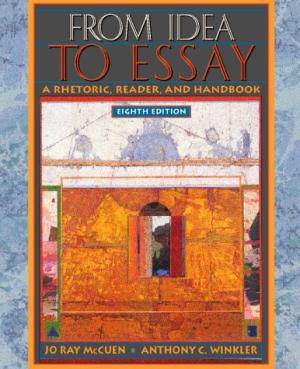 FROM IDEA
TO ESSAY
A RHETORIC, READER, AND HANDBOOK
EIGHTH EDITION
JO RAY McCUEN • ANTHONY C. WINKLER